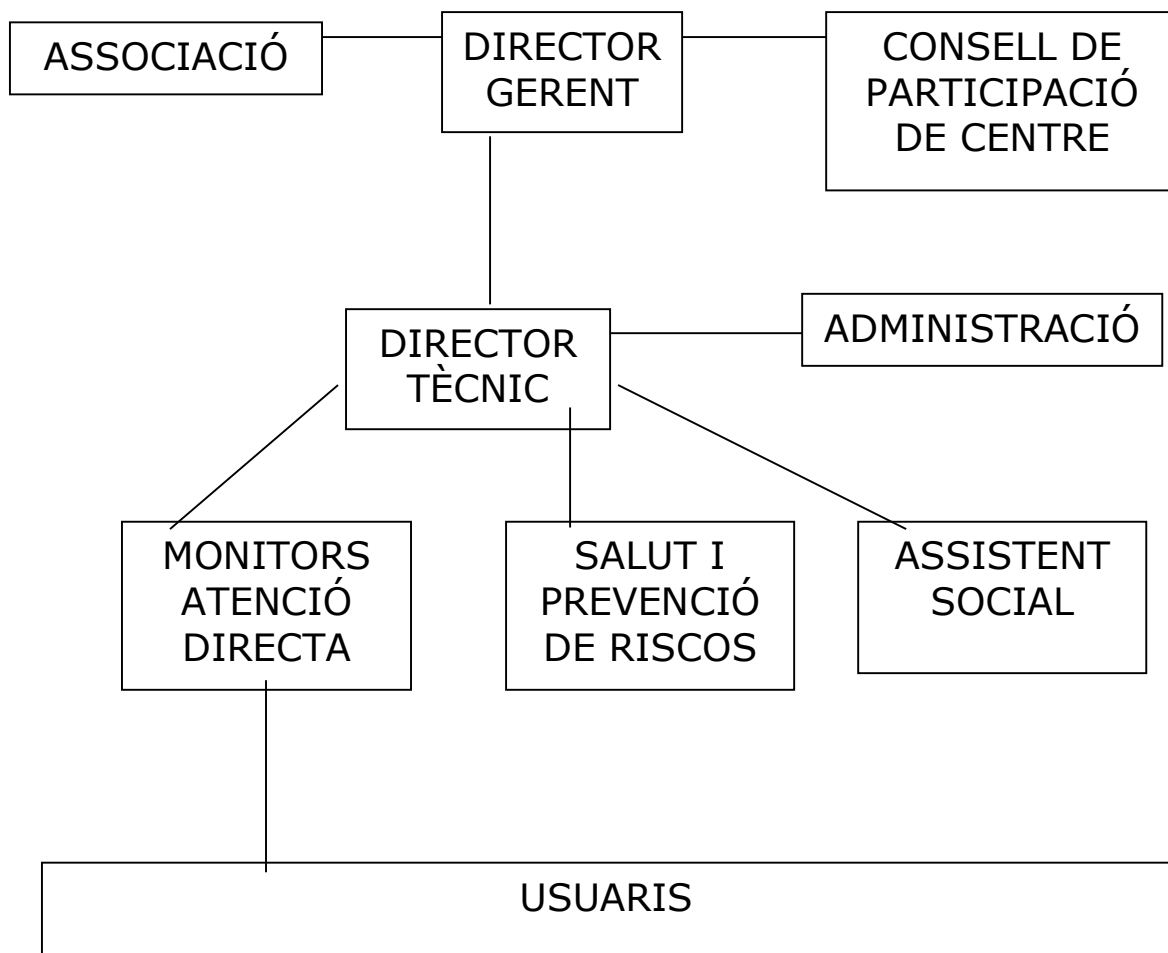 ASSOCIACIÓ
DIRECTOR
GERENT
CONSELL DE
PARTICIPACIÓ
DE CENTRE
DIRECTOR
TÈCNIC
ADMINISTRACIÓ
MONITORS
ATENCIÓ
DIRECTA
SALUT I
PREVENCIÓ
DE RISCOS
ASSISTENT
SOCIAL
USUARIS